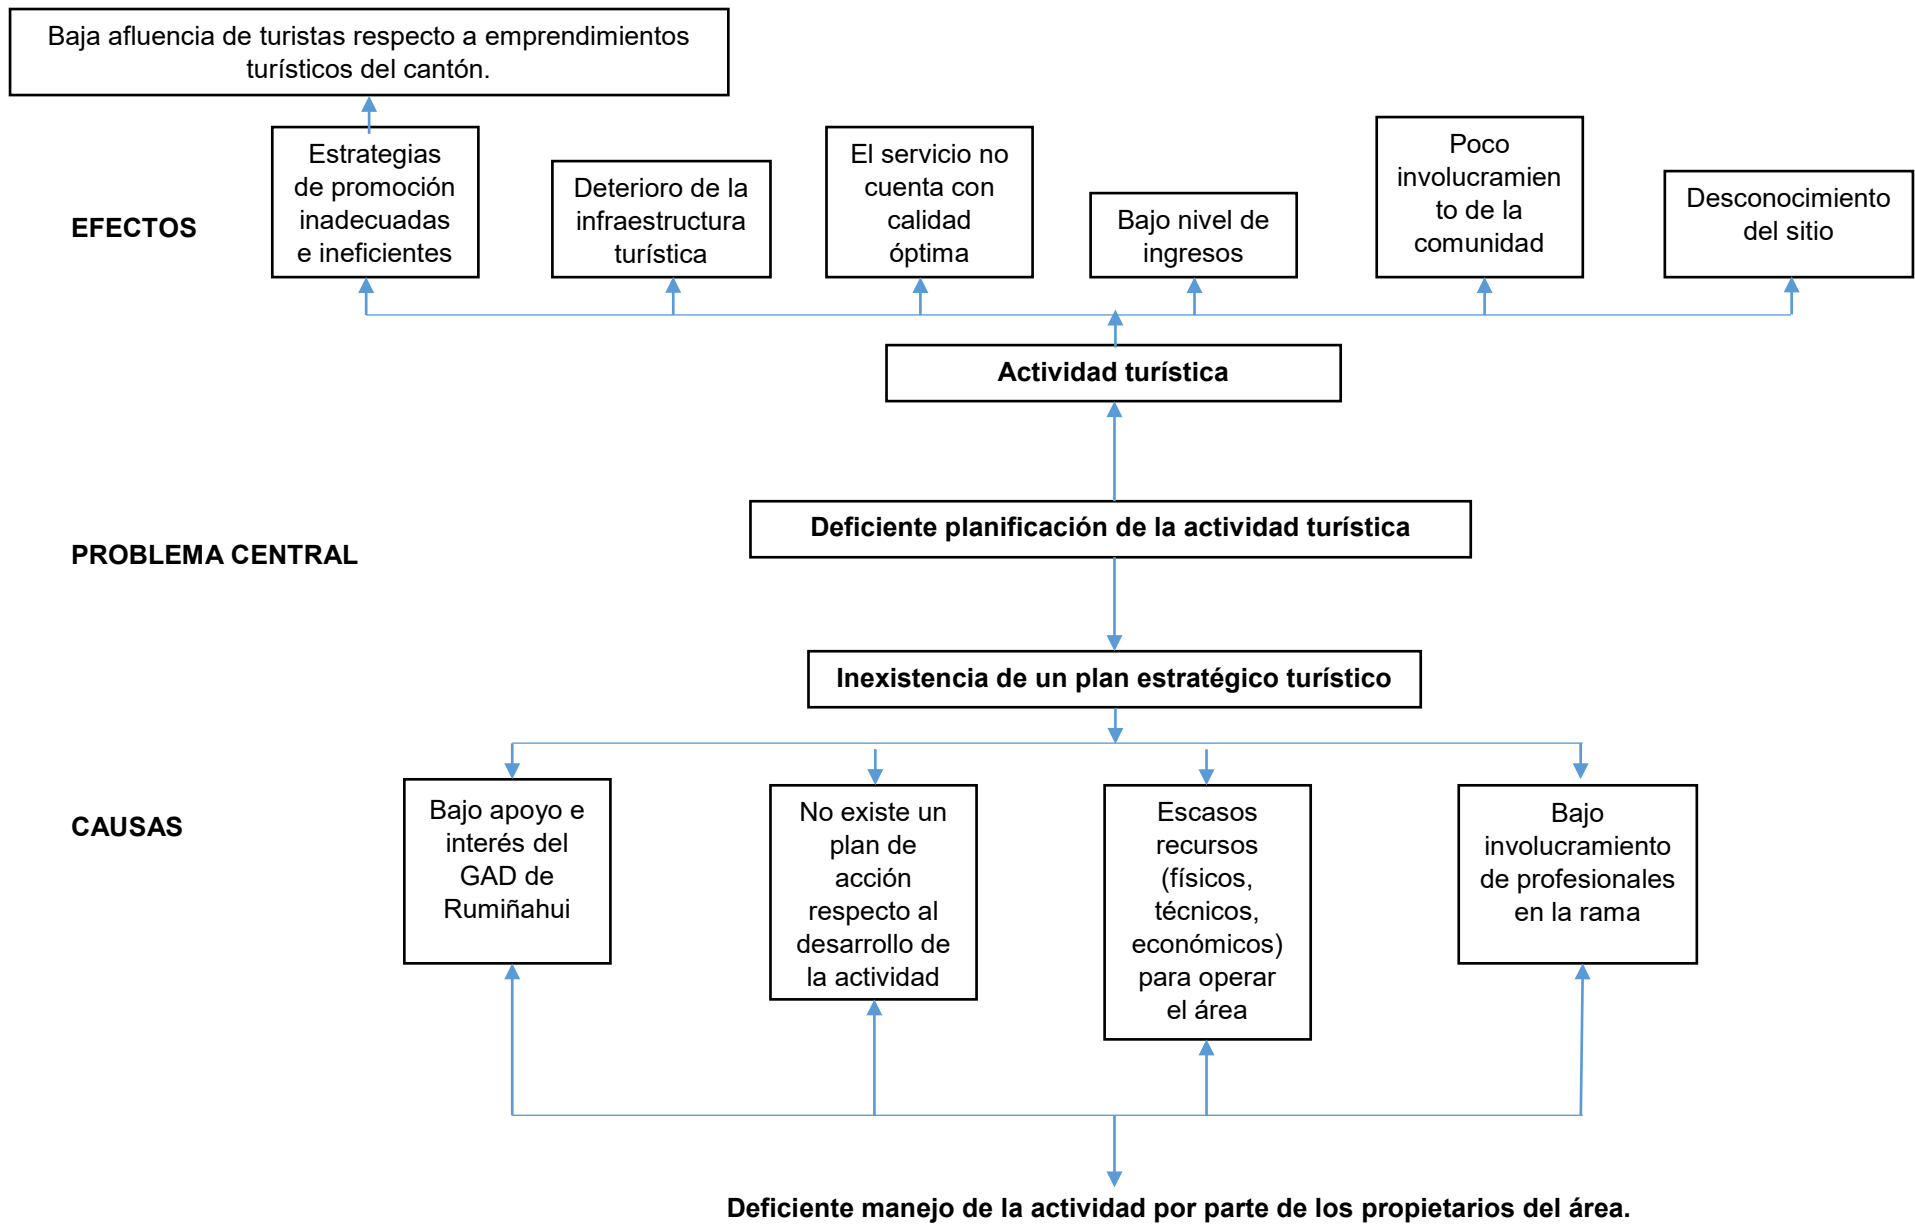 Baja afluencia de turistas respecto a emprendimientos
turísticos del cantón.
EFECTOS
Estrategias
de promoción
inadecuadas
e ineficientes
Deterioro de la
infraestructura
turística
El servicio no
cuenta con
calidad
óptima
Bajo nivel de
ingresos
Poco
involucramien
to de la
comunidad
Desconocimiento
del sitio
Actividad turística
Deficiente planificación de la actividad turística
PROBLEMA CENTRAL
Inexistencia de un plan estratégico turístico
CAUSAS
Bajo apoyo e
interés del
GAD de
Rumiñahui
No existe un
plan de
acción
respecto al
desarrollo de
la actividad
Escasos
recursos
(físicos,
técnicos,
económicos)
para operar
el área
Bajo
involucramiento
de profesionales
en la rama
Deficiente manejo de la actividad por parte de los propietarios del área.